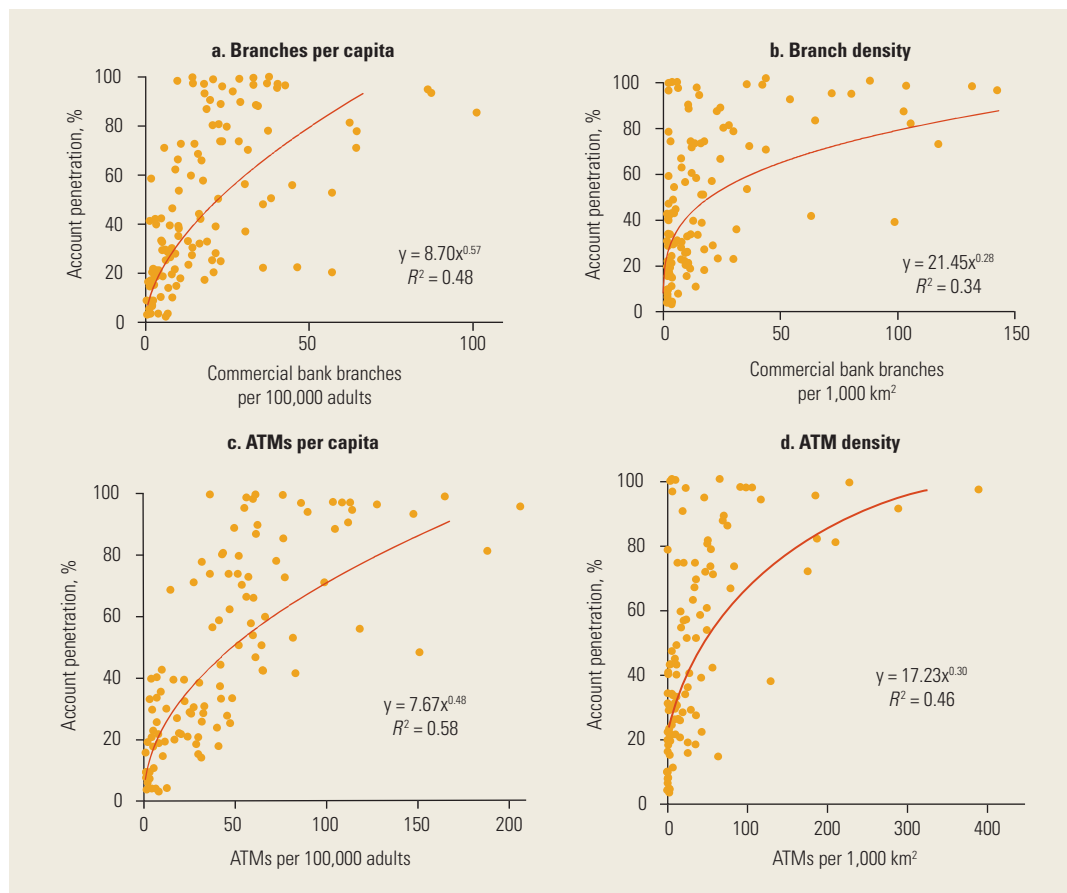 a. Branches per capita
100
80
60
40
20
0
0
50
100
Account penetration, %
y = 8.70x^0.57
R² = 0.48
Commercial bank branches
per 100,000 adults
b. Branch density
100
80
60
40
20
0
0
50
100
150
Account penetration, %
y = 21.45x^0.28
R² = 0.34
Commercial bank branches
per 1,000 km²
c. ATMs per capita
100
80
60
40
20
0
0
50
100
150
200
Account penetration, %
y = 7.67x^0.48
R² = 0.58
ATMs per 100,000 adults
d. ATM density
100
80
60
40
20
0
0
100
200
300
400
Account penetration, %
y = 17.23x^0.30
R² = 0.46
ATMs per 1,000 km²